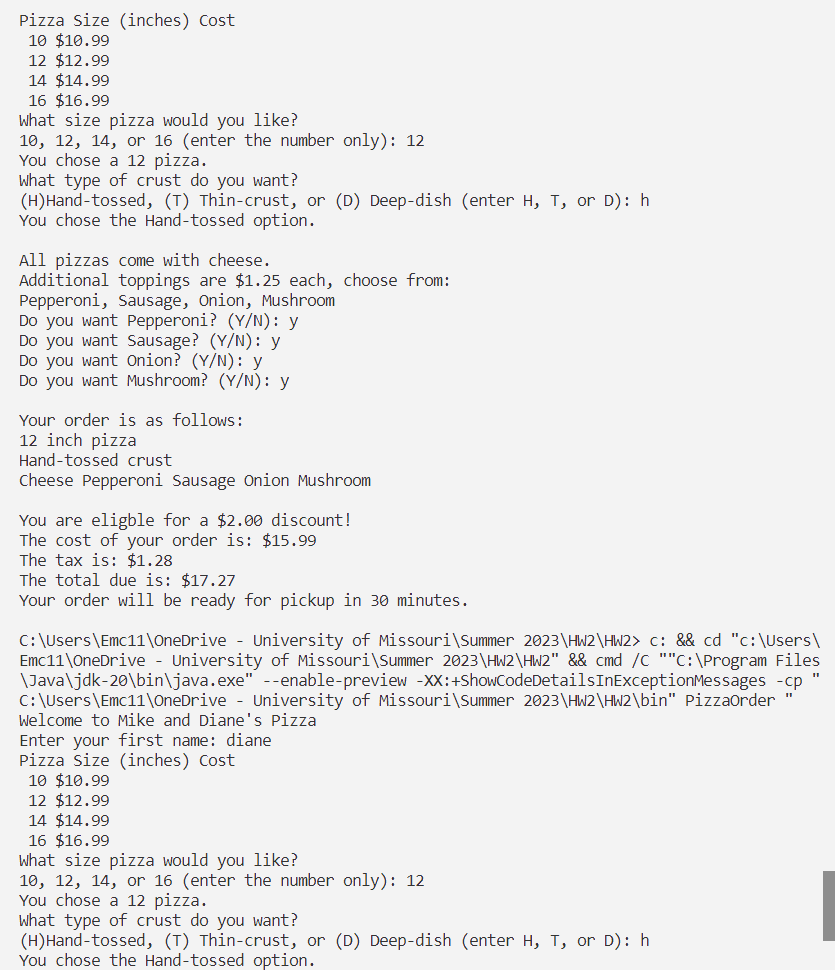 Pizza Size (inches) Cost
10 $10.99
12 $12.99
14 $14.99
16 $16.99
What size pizza would you like?
10, 12, 14, or 16 (enter the number only): 12
You chose a 12 pizza.
What type of crust do you want?
(H)Hand-tossed, (T) Thin-crust, or (D) Deep-dish (enter H, T, or D): h
You chose the Hand-tossed option.
All pizzas come with cheese.
Additional toppings are $1.25 each, choose from:
Pepperoni, Sausage, Onion, Mushroom
Do you want Pepperoni? (Y/N): y
Do you want Sausage? (Y/N): y
Do you want Onion? (Y/N): y
Do you want Mushroom? (Y/N): y
Your order is as follows:
12 inch pizza
Hand-tossed crust
Cheese Pepperoni Sausage Onion Mushroom
You are eligble for a $2.00 discount!
The cost of your order is: $15.99
The tax is: $1.28
The total due is: $17.27
Your order will be ready for pickup in 30 minutes.
C:\Users\Emc11\OneDrive - University of Missouri\Summer 2023\HW2\HW2> c: && cd "c:\Users\
Emc11\OneDrive - University of Missouri\Summer 2023\HW2\HW2" && cmd /C ""C:\Program Files
\Java\jdk-20\bin\java.exe" --enable-preview -XX:+ShowCodeDetailsInExceptionMessages -cp "
C:\Users\Emc11\OneDrive - University of Missouri\Summer 2023\HW2\HW2\bin" PizzaOrder "
Welcome to Mike and Diane's Pizza
Enter your first name: diane
Pizza Size (inches) Cost
10 $10.99
12 $12.99
14 $14.99
16 $16.99
What size pizza would you like?
10, 12, 14, or 16 (enter the number only): 12
You chose a 12 pizza.
What type of crust do you want?
(H)Hand-tossed, (T) Thin-crust, or (D) Deep-dish (enter H, T, or D): h
You chose the Hand-tossed option.